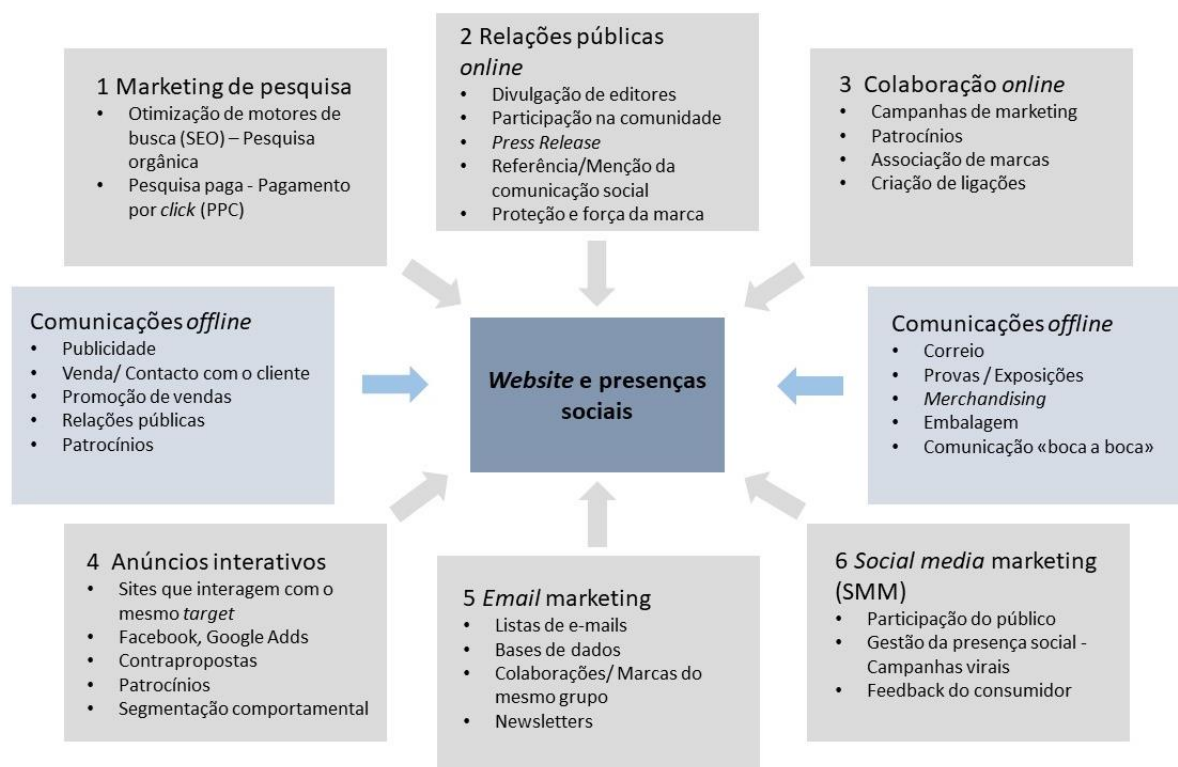 1 Marketing de pesquisa
• Otimização de motores de
busca (SEO) – Pesquisa
orgânica
• Pesquisa paga - Pagamento
por click (PPC)
2 Relações públicas
online
• Divulgação de editores
• Participação na comunidade
• Press Release
• Referência/Menção da
comunicação social
• Proteção e força da marca
3 Colaboração online
• Campanhas de marketing
• Patrocínios
• Associação de marcas
• Criação de ligações
Comunicações offline
• Publicidade
• Venda/ Contacto com o cliente
• Promoção de vendas
• Relações públicas
• Patrocínios
Website e presenças
sociais
Comunicações offline
• Correio
• Provas / Exposições
• Merchandising
• Embalagem
• Comunicação «boca a boca»
4 Anúncios interativos
• Sites que interagem com o
mesmo target
• Facebook, Google Adds
• Contrapropostas
• Patrocínios
• Segmentação comportamental
5 Email marketing
• Listas de e-mails
• Bases de dados
• Colaborações/ Marcas do
mesmo grupo
• Newsletters
6 Social media marketing
(SMM)
• Participação do público
• Gestão da presença social -
Campanhas virais
• Feedback do consumidor